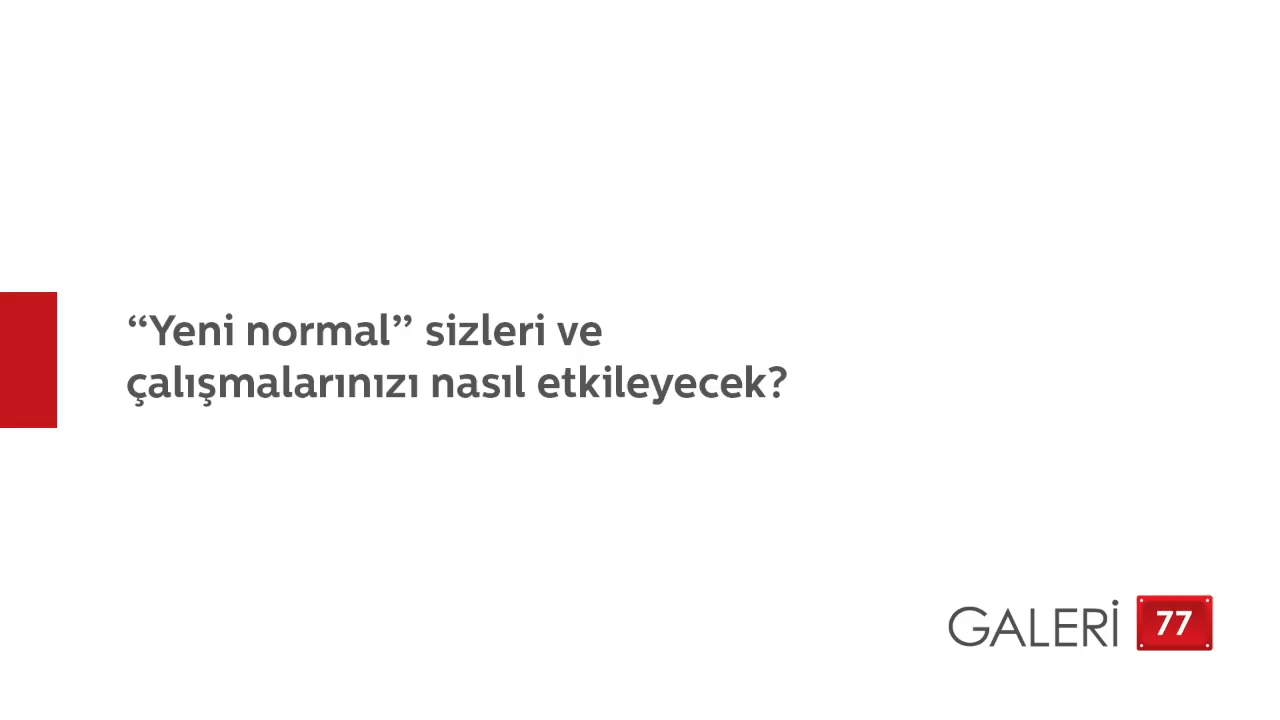 “Yeni normal” sizleri ve
çalışmalarınızı nasıl etkileyecek?
GALERİ 77